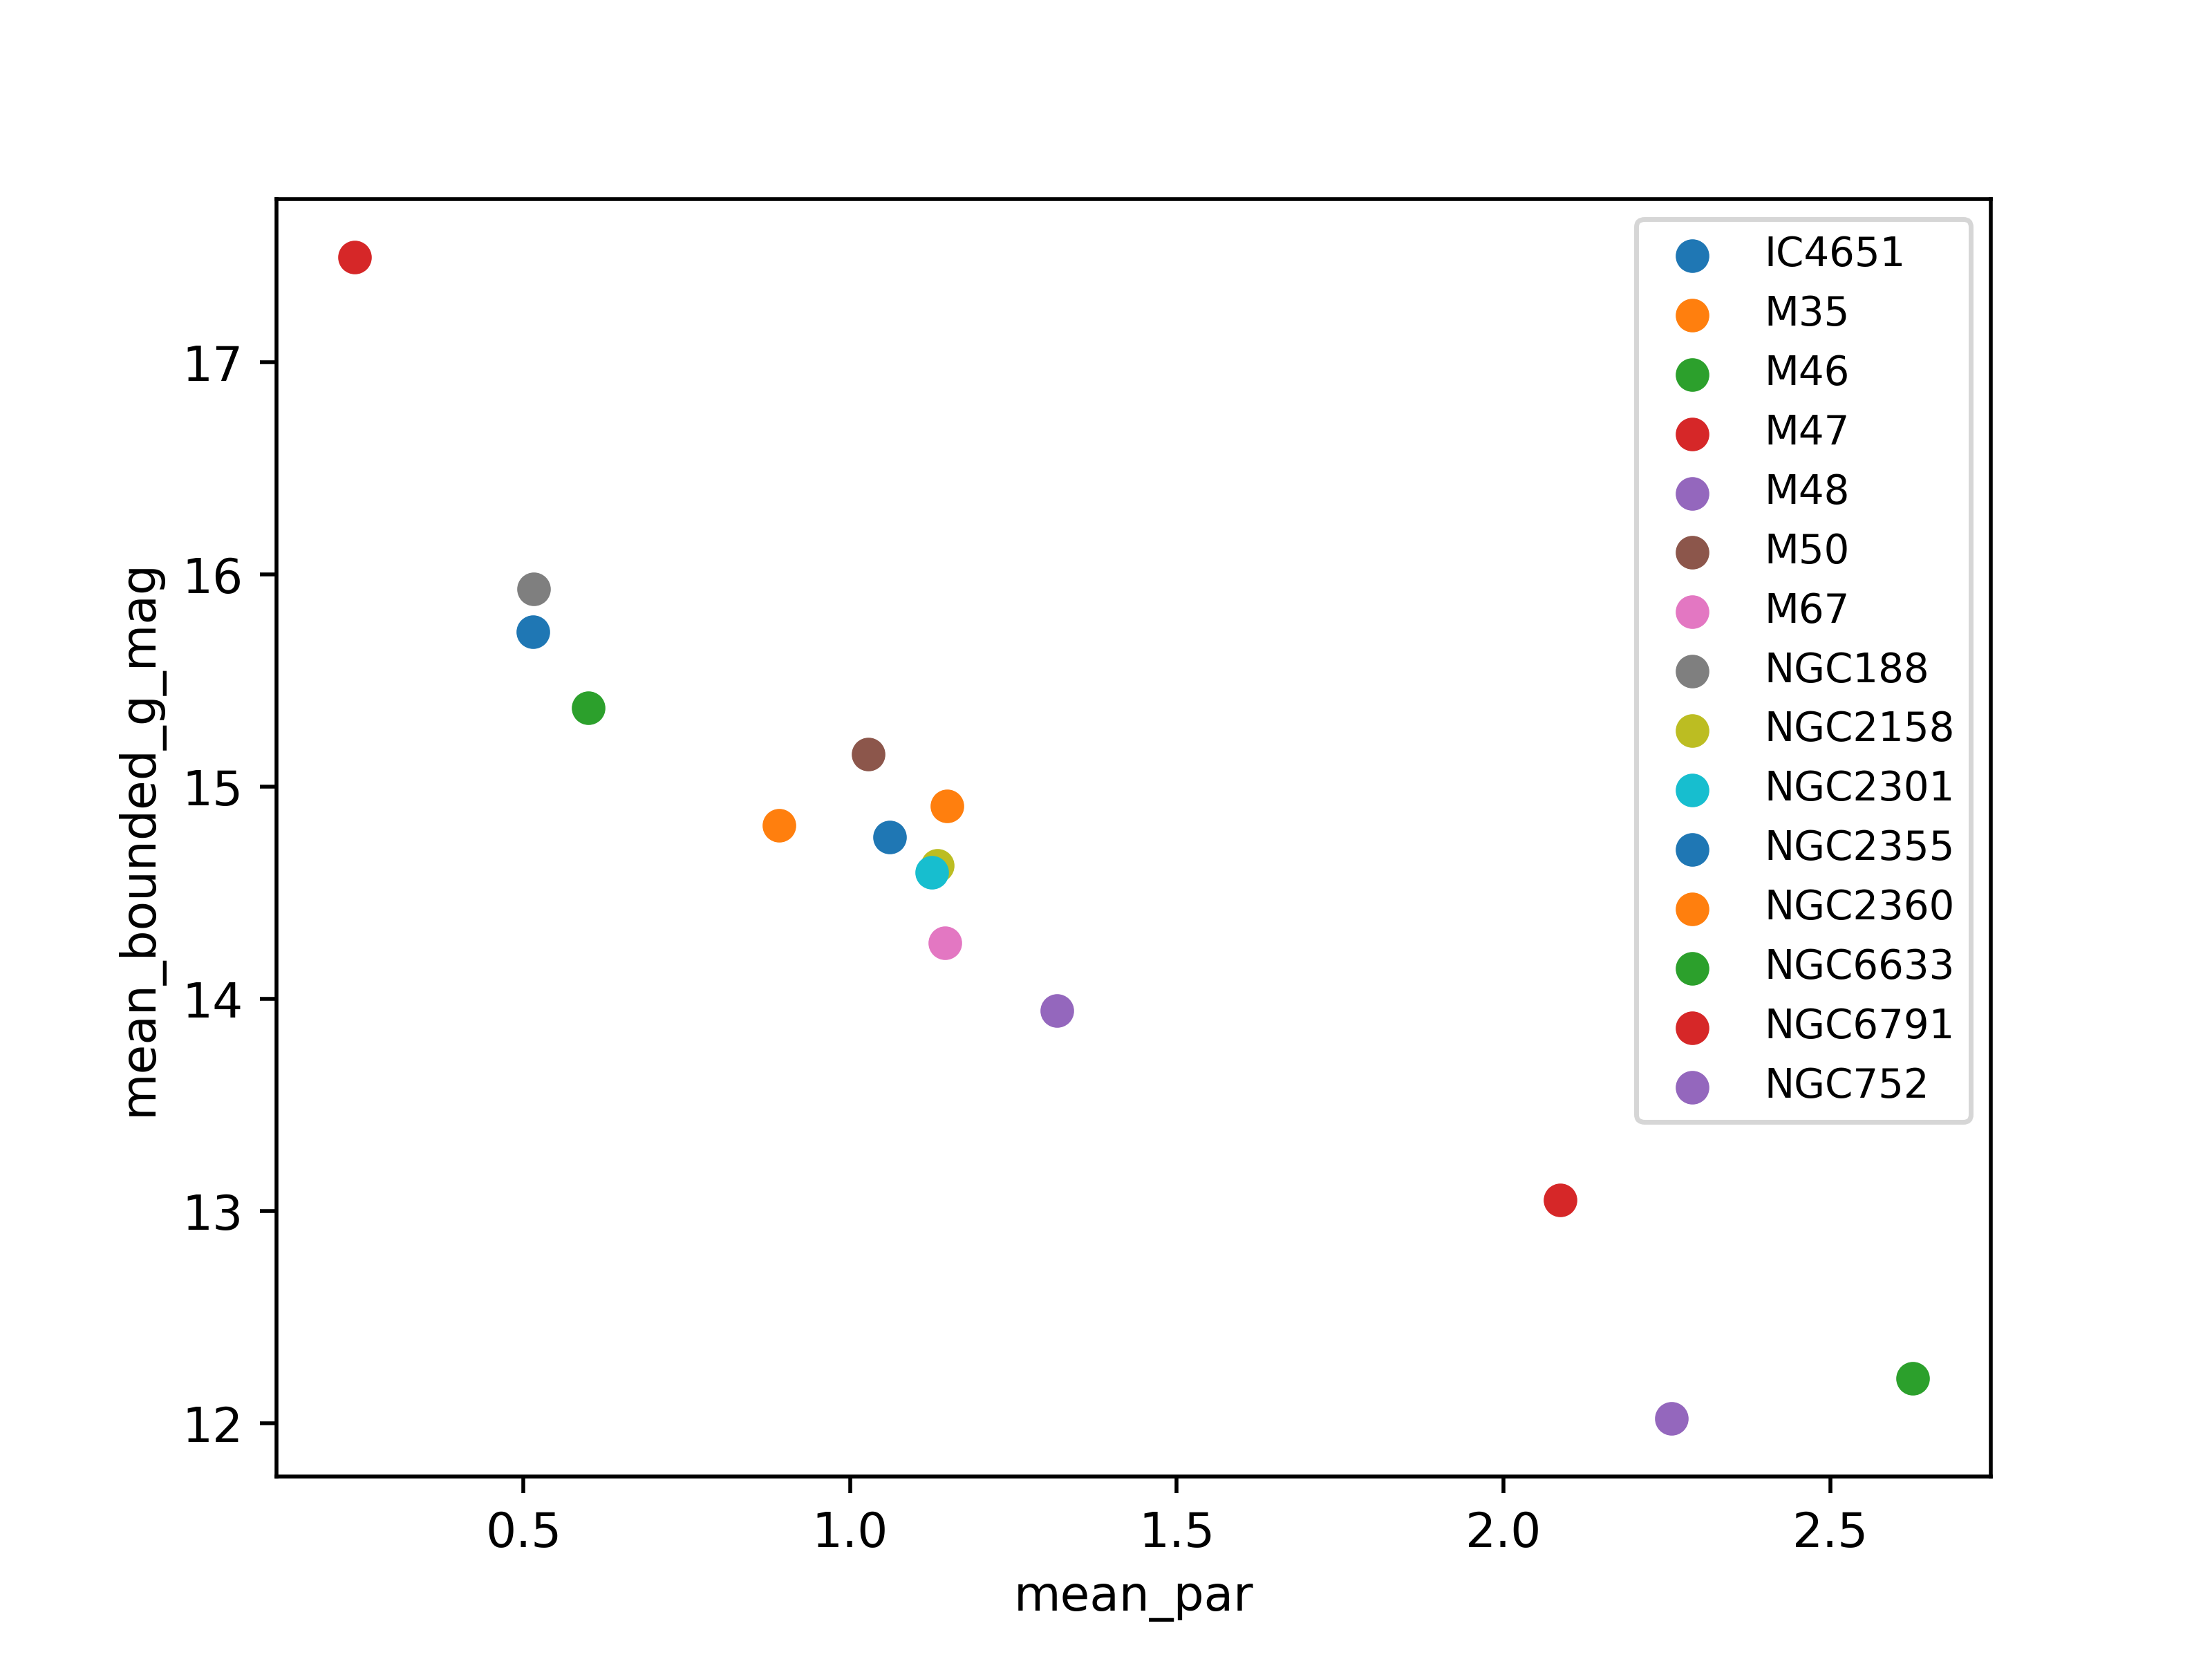 17
16
15
14
13
12
mean_bounded_g_mag
0.5 1.0 1.5 2.0 2.5
mean_par
IC4651
M35
M46
M47
M48
M50
M67
NGC188
NGC2158
NGC2301
NGC2355
NGC2360
NGC6633
NGC6791
NGC752